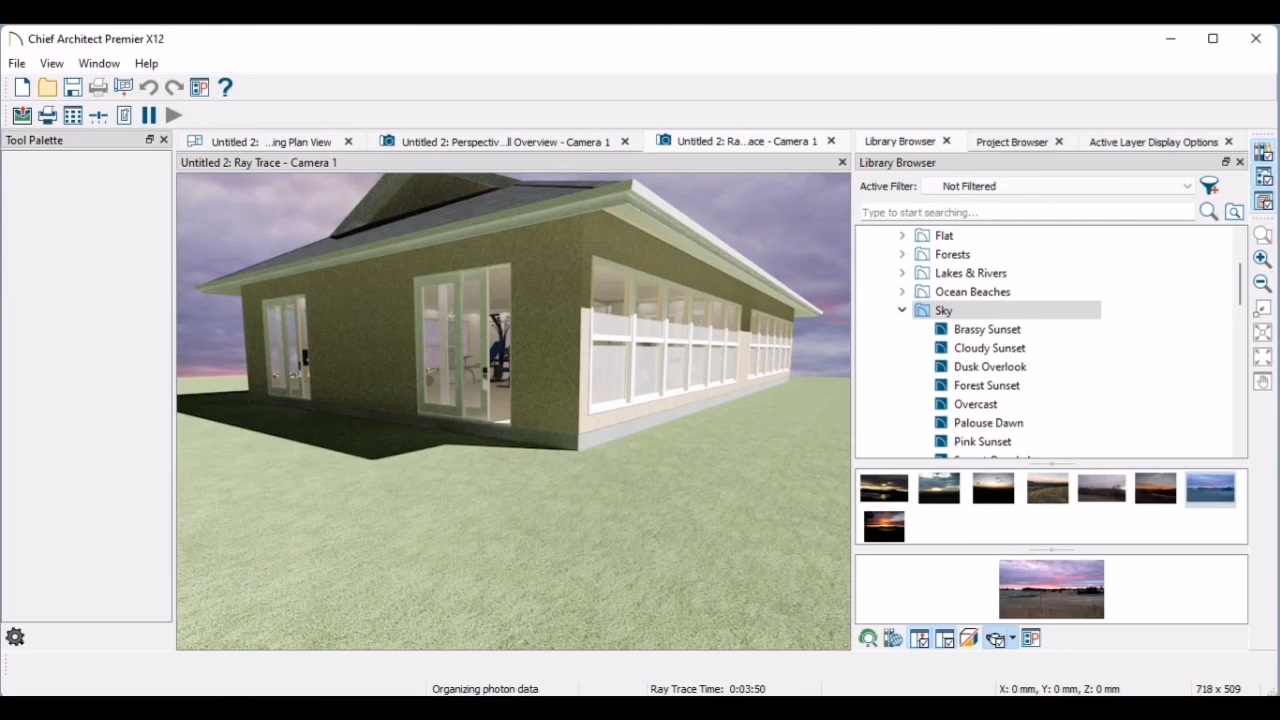 Chief Architect Premier X12
File View Window Help
Tool Palette
Untitled 2: ...ing Plan View
Untitled 2: Perspectiv...ll Overview - Camera 1
Untitled 2: Ra...ace - Camera 1
Library Browser
Project Browser
Active Layer Display Options
Untitled 2: Ray Trace - Camera 1
Library Browser
Active Filter: Not Filtered
Type to start searching...
Flat
Forests
Lakes & Rivers
Ocean Beaches
Sky
Brassy Sunset
Cloudy Sunset
Dusk Overlook
Forest Sunset
Overcast
Palouse Dawn
Pink Sunset
Organizing photon data
Ray Trace Time: 0:03:50
X: 0 mm, Y: 0 mm, Z: 0 mm
718 x 509